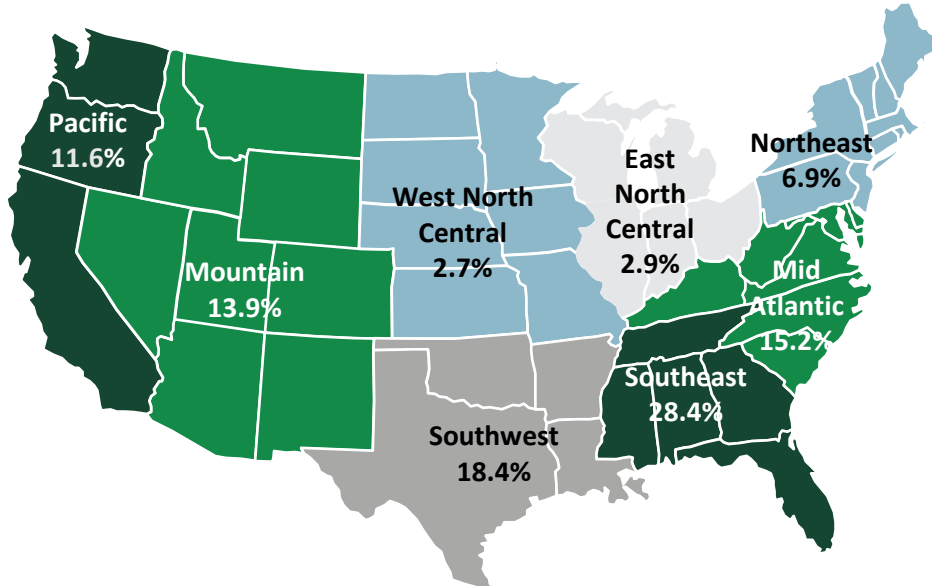 Pacific
11.6%
Mountain
13.9%
West North
Central
2.7%
East
North
Central
2.9%
Northeast
6.9%
Mid
Atlantic
15.2%
Southeast
28.4%
Southwest
18.4%